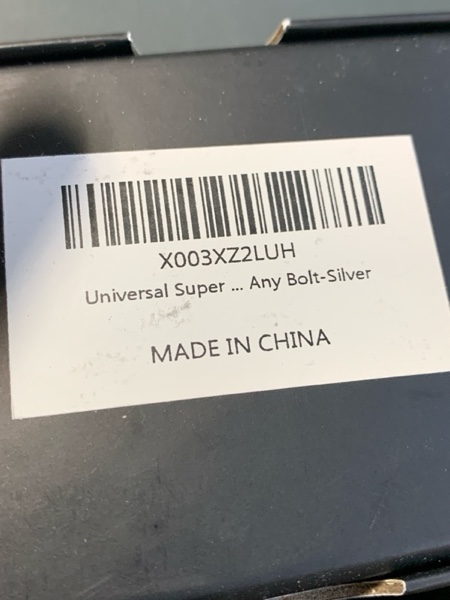 X003XZ2LUH
Universal Super ... Any Bolt-Silver
MADE IN CHINA